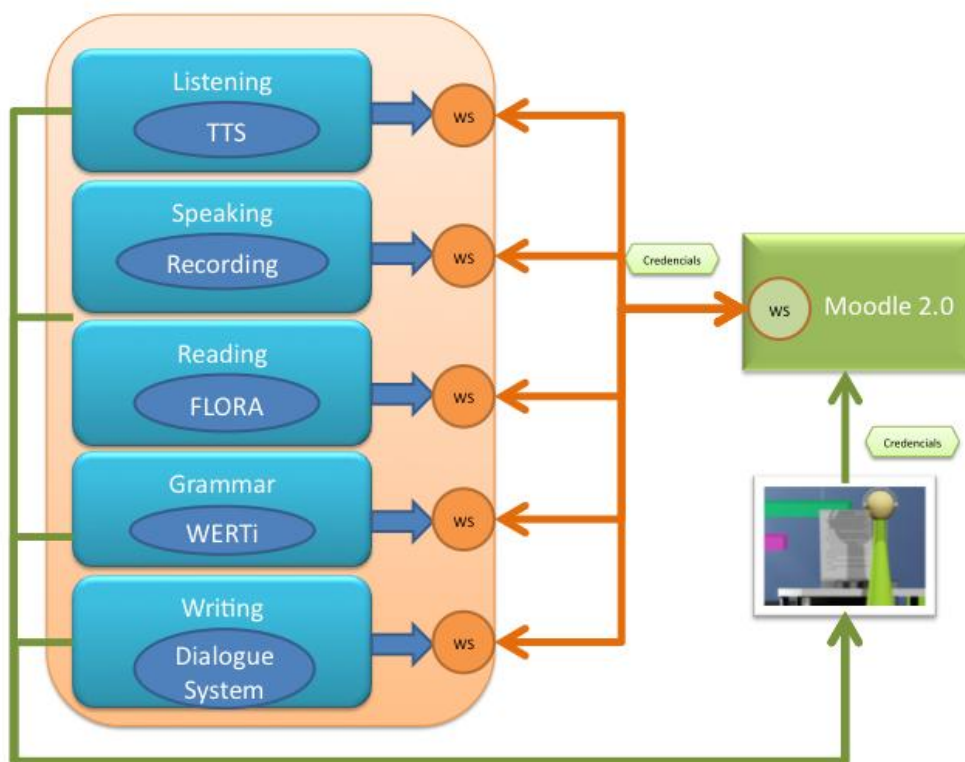 Listening
TTS
ws
Speaking
Recording
ws
Credencials
ws
Moodle 2.0
Reading
FLORA
ws
Credencials
Grammar
WERTi
ws
Writing
Dialogue
System
ws